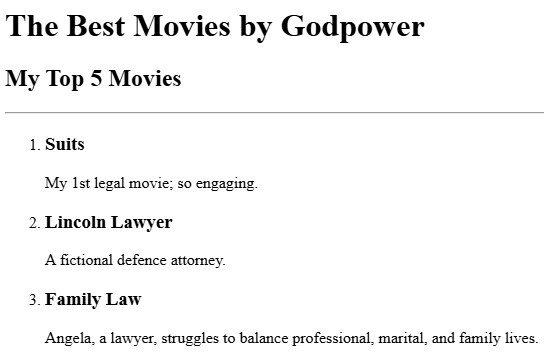 The Best Movies by Godpower
My Top 5 Movies
1. Suits
My 1st legal movie; so engaging.
2. Lincoln Lawyer
A fictional defence attorney.
3. Family Law
Angela, a lawyer, struggles to balance professional, marital, and family lives.